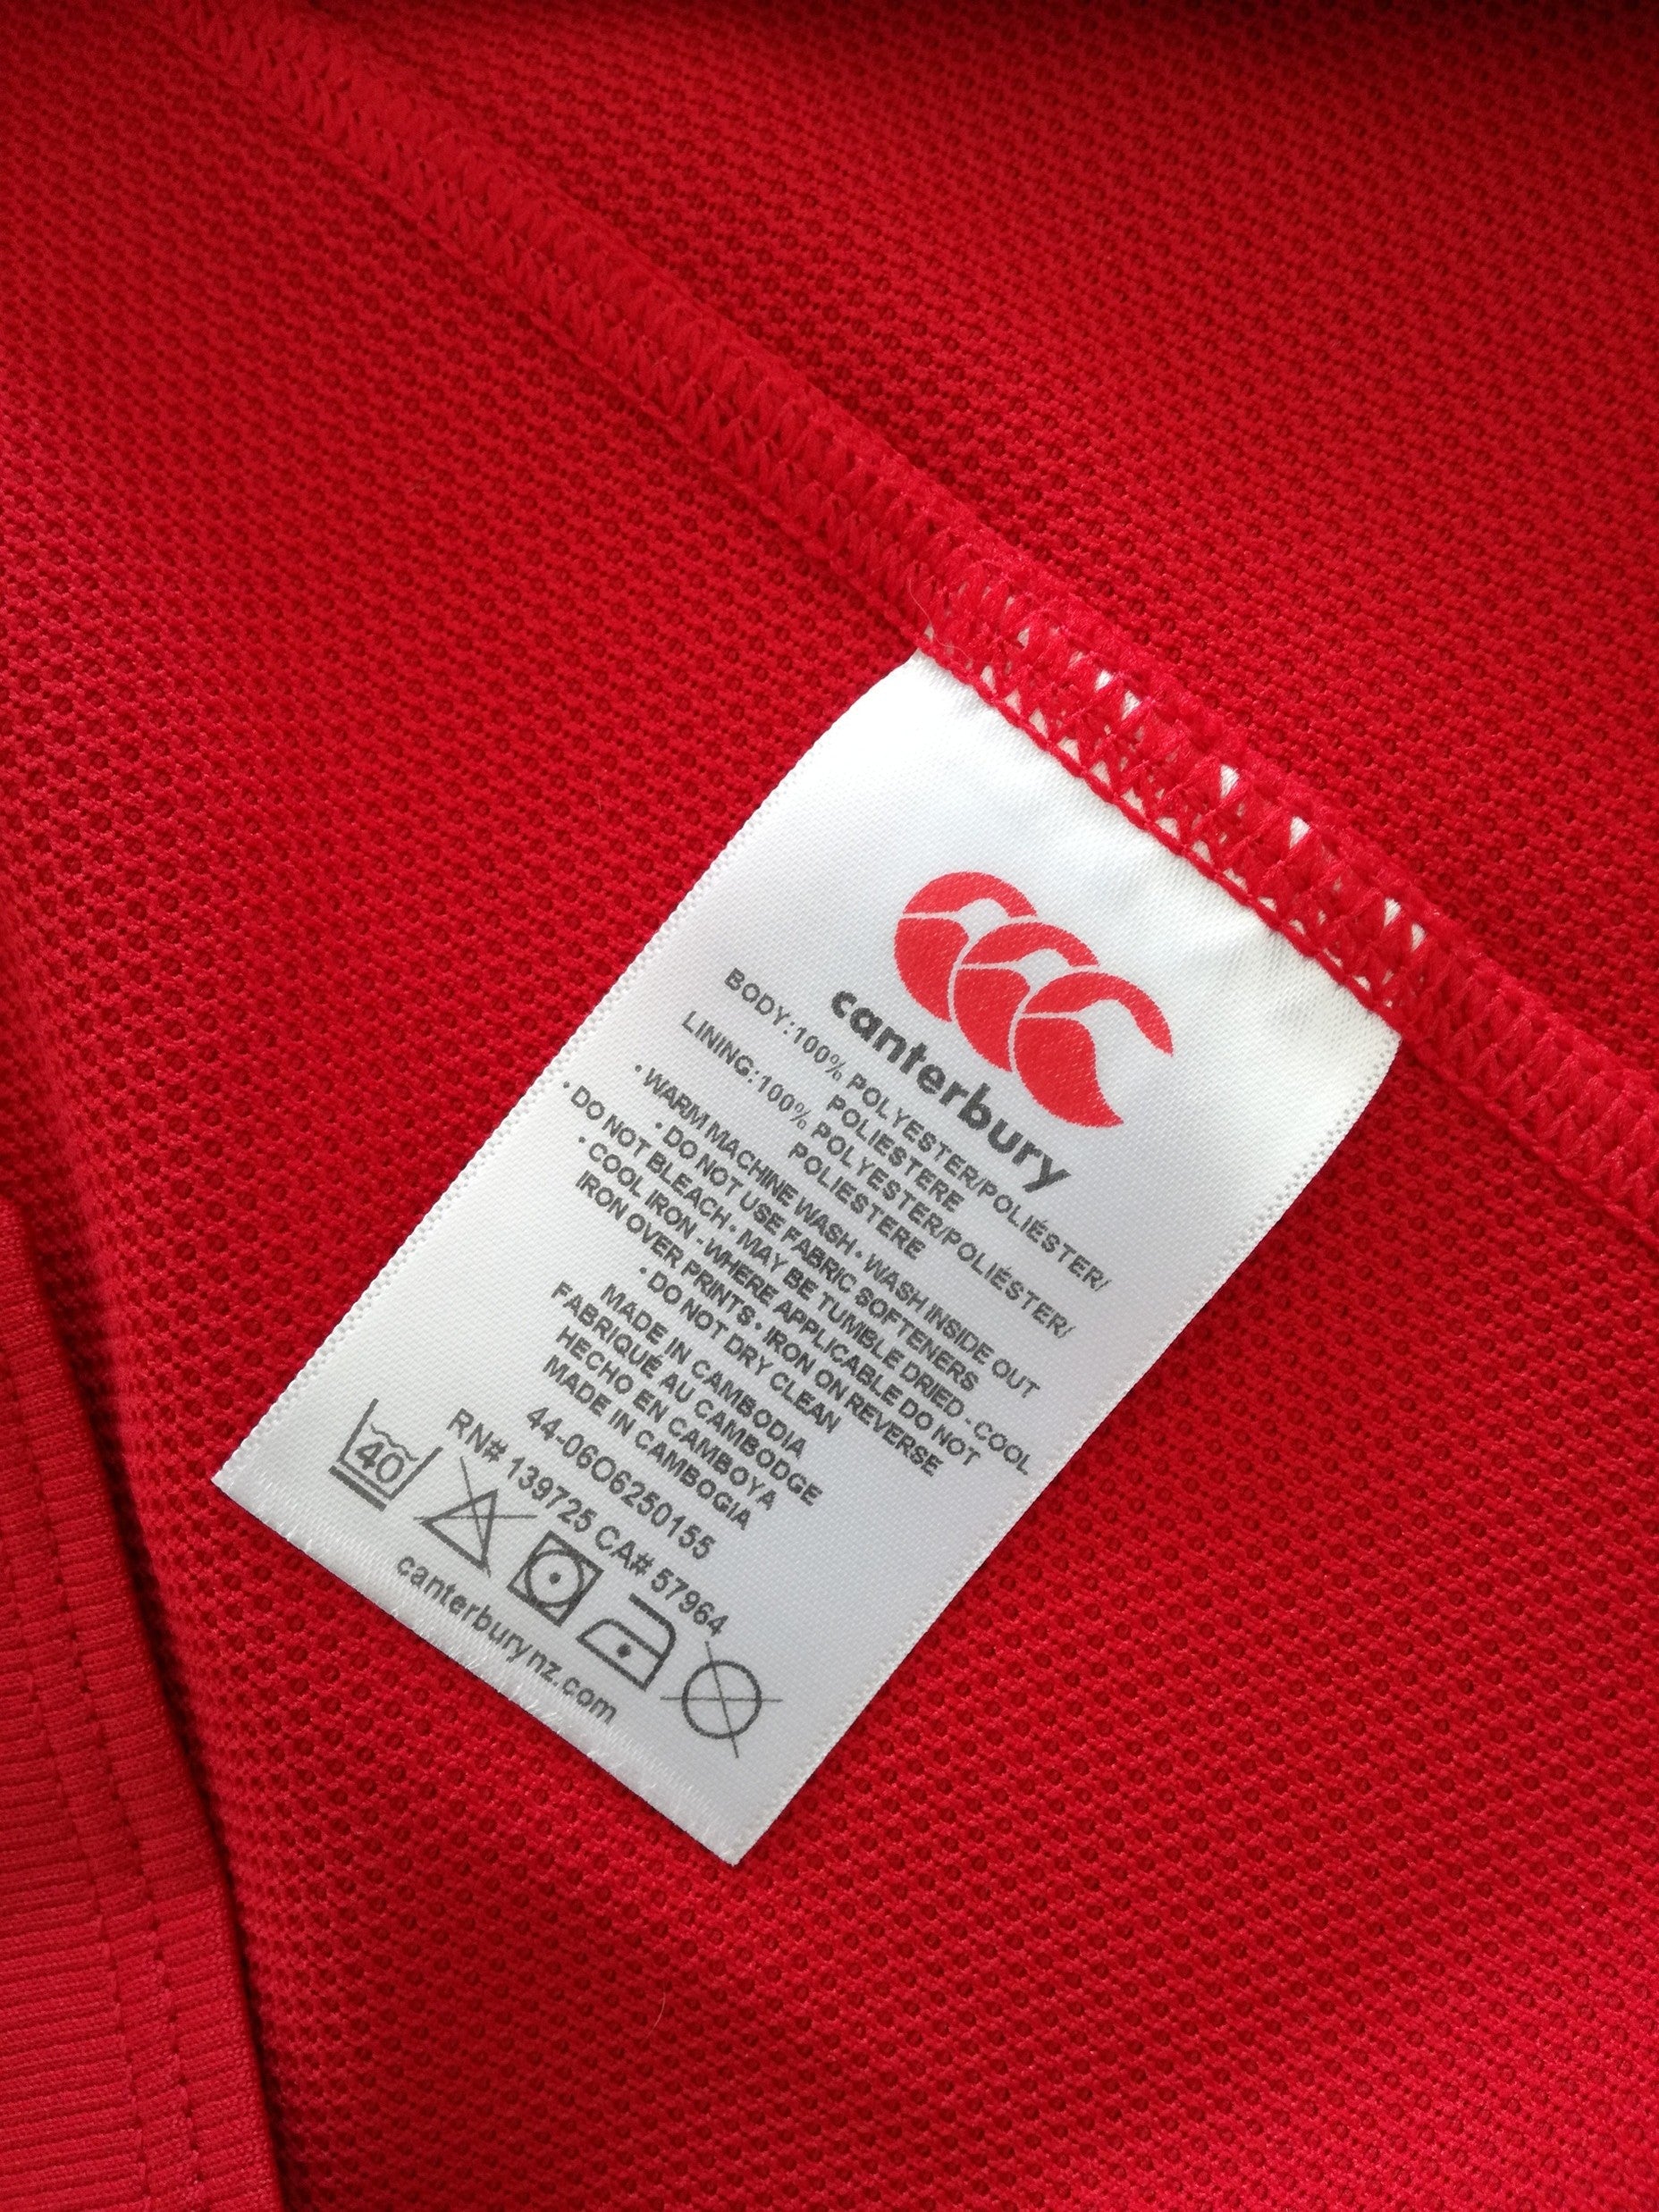 canterbury
BODY:100% POLYESTER/POLIÉSTER/
POLIESTERE
LINING:100% POLYESTER/POLIÉSTER/
POLIESTERE
• WARM MACHINE WASH • WASH INSIDE OUT
• DO NOT USE FABRIC SOFTENERS
• DO NOT BLEACH • MAY BE TUMBLE DRIED - COOL
• COOL IRON - WHERE APPLICABLE DO NOT
IRON OVER PRINTS • IRON ON REVERSE
• DO NOT DRY CLEAN
MADE IN CAMBODIA
FABRIQUÉ AU CAMBODGE
HECHO EN CAMBOYA
MADE IN CAMBOGIA
44-06O6250155
RN# 139725 CA# 57964
40
canterburynz.com